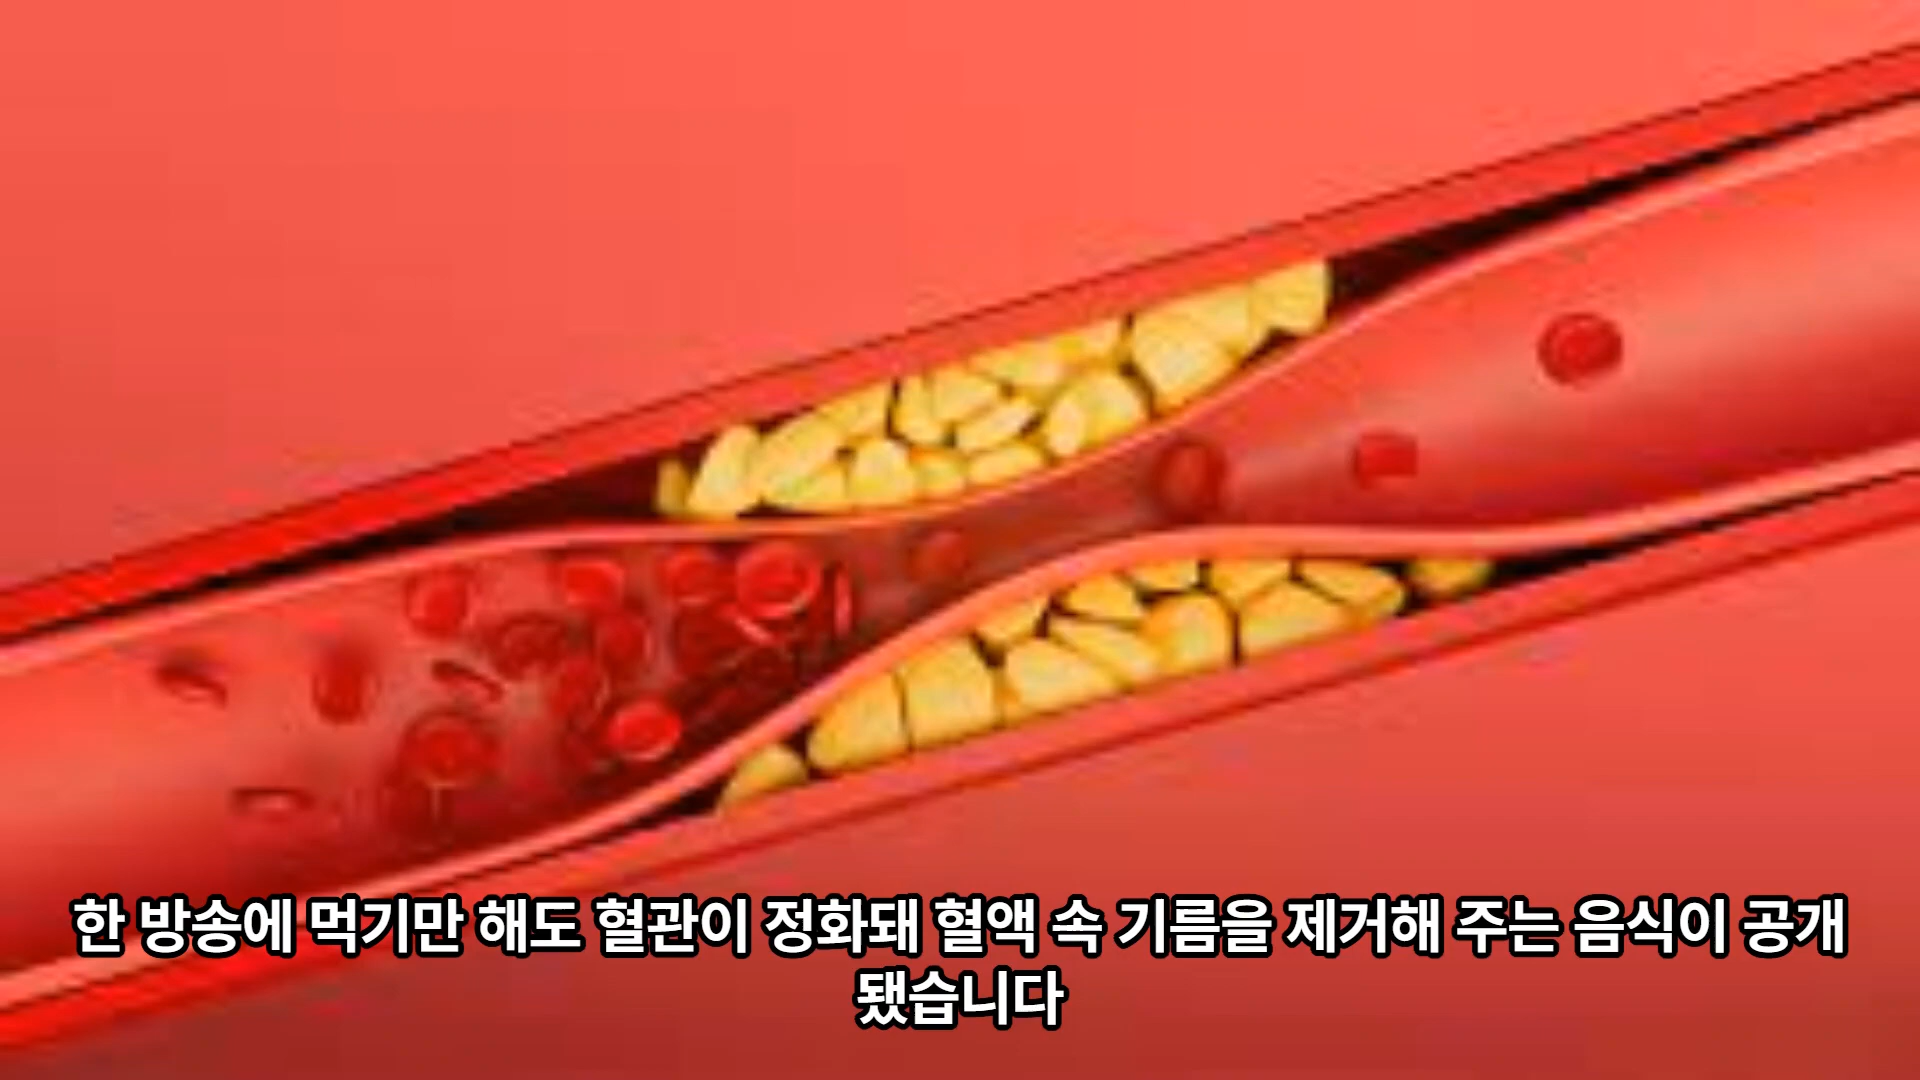 한 방송에 먹기만 해도 혈관이 정화돼 혈액 속 기름을 제거해 주는 음식이 공개
됐습니다